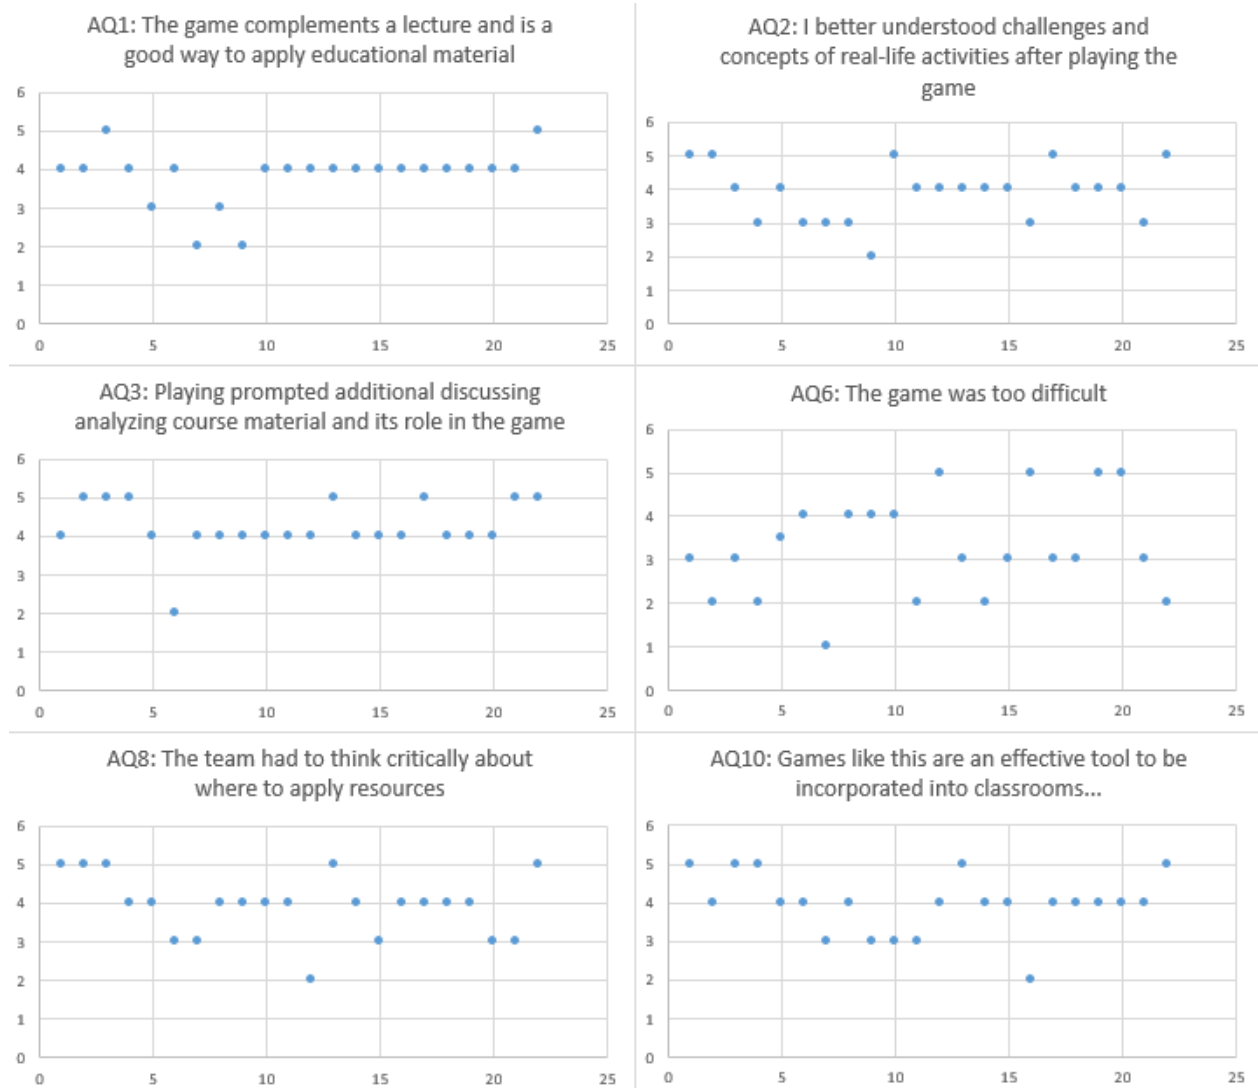 AQ1: The game complements a lecture and is a
good way to apply educational material
6
5
4
3
2
1
0
0 5 10 15 20 25
AQ2: I better understood challenges and
concepts of real-life activities after playing the
game
6
5
4
3
2
1
0
0 5 10 15 20 25
AQ3: Playing prompted additional discussing
analyzing course material and its role in the game
6
5
4
3
2
1
0
0 5 10 15 20 25
AQ6: The game was too difficult
6
5
4
3
2
1
0
0 5 10 15 20 25
AQ8: The team had to think critically about
where to apply resources
6
5
4
3
2
1
0
0 5 10 15 20 25
AQ10: Games like this are an effective tool to be
incorporated into classrooms...
6
5
4
3
2
1
0
0 5 10 15 20 25